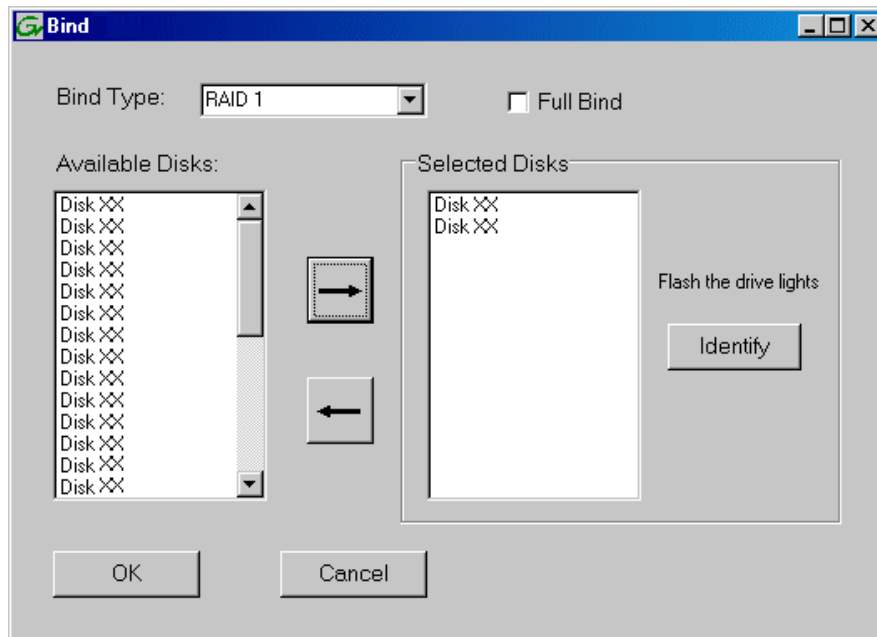 Bind
Bind Type: RAID 1 Full Bind
Available Disks:
Disk XX
Disk XX
Disk XX
Disk XX
Disk XX
Disk XX
Disk XX
Disk XX
Disk XX
Disk XX
Disk XX
Disk XX
Disk XX
Disk XX
Selected Disks
Disk XX
Disk XX
Flash the drive lights
Identify
OK Cancel